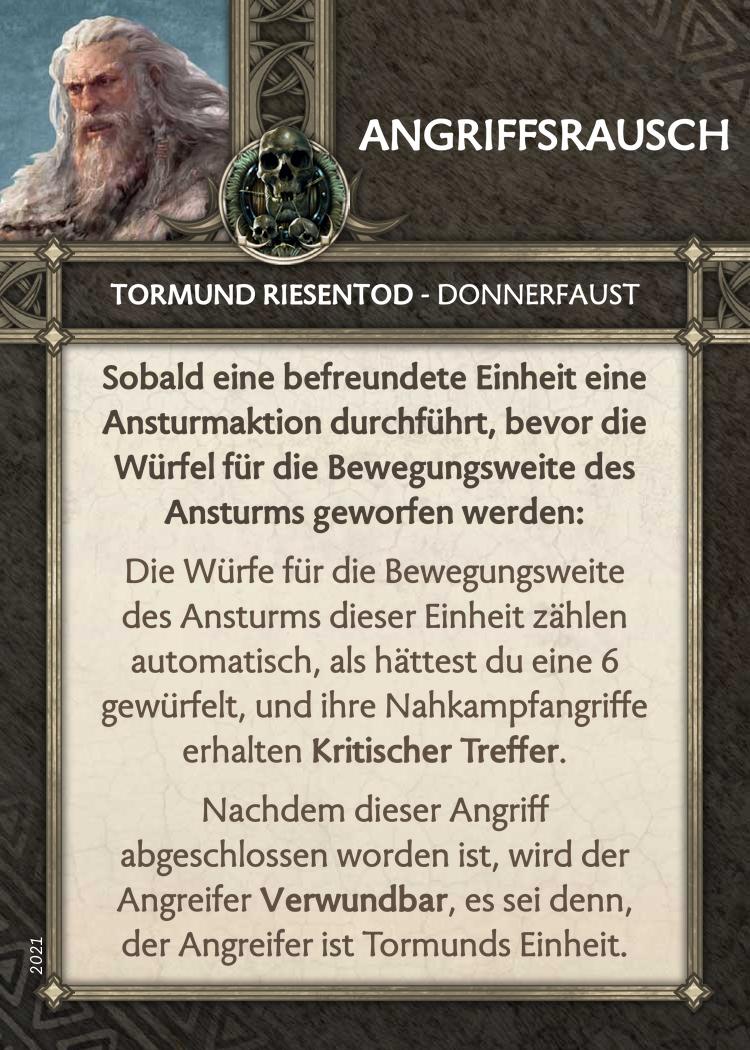 ANGRIFFSRAUSCH
TORMUND RIESENTOD - DONNERFAUST
Sobald eine befreundete Einheit eine
Ansturmaktion durchführt, bevor die
Würfel für die Bewegungsweite des
Ansturms geworfen werden:
Die Würfe für die Bewegungsweite
des Ansturms dieser Einheit zählen
automatisch, als hättest du eine 6
gewürfelt, und ihre Nahkampfangriffe
erhalten Kritischer Treffer.
Nachdem dieser Angriff
abgeschlossen worden ist, wird der
Angreifer Verwundbar, es sei denn,
der Angreifer ist Tormunds Einheit.
2021